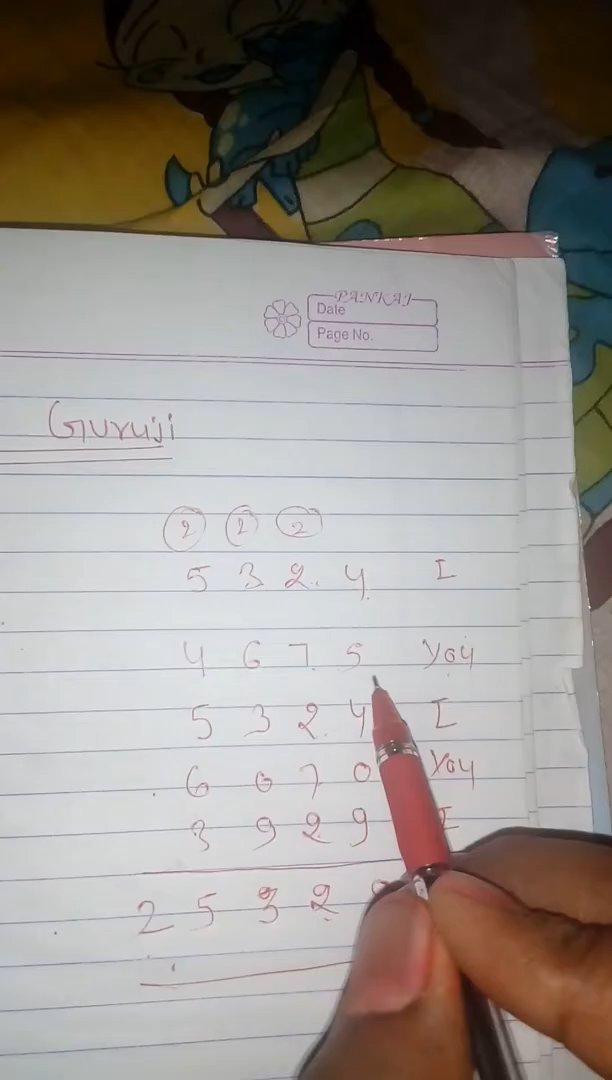 PANKAJ
Date
Page No.
Guruji
2 2 2
5 3 2 4 I
4 6 7 5 You
5 3 2 4 I
6 0 7 0 You
3 9 2 9 I
2 5 3 2